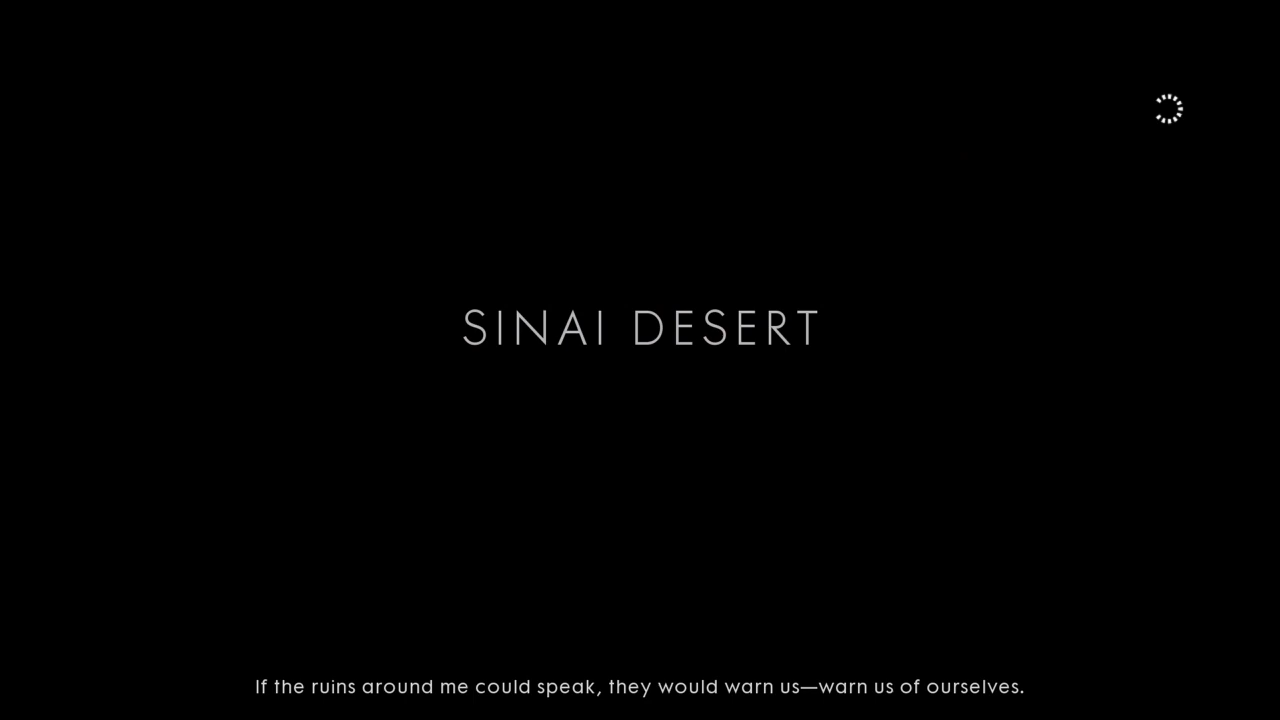 SINAI DESERT
If the ruins around me could speak, they would warn us—warn us of ourselves.